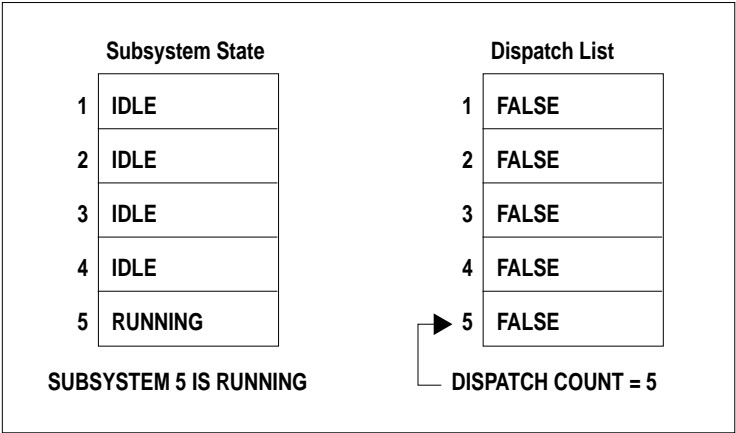 Subsystem State
1 IDLE
2 IDLE
3 IDLE
4 IDLE
5 RUNNING
SUBSYSTEM 5 IS RUNNING
Dispatch List
1 FALSE
2 FALSE
3 FALSE
4 FALSE
5 FALSE
DISPATCH COUNT = 5